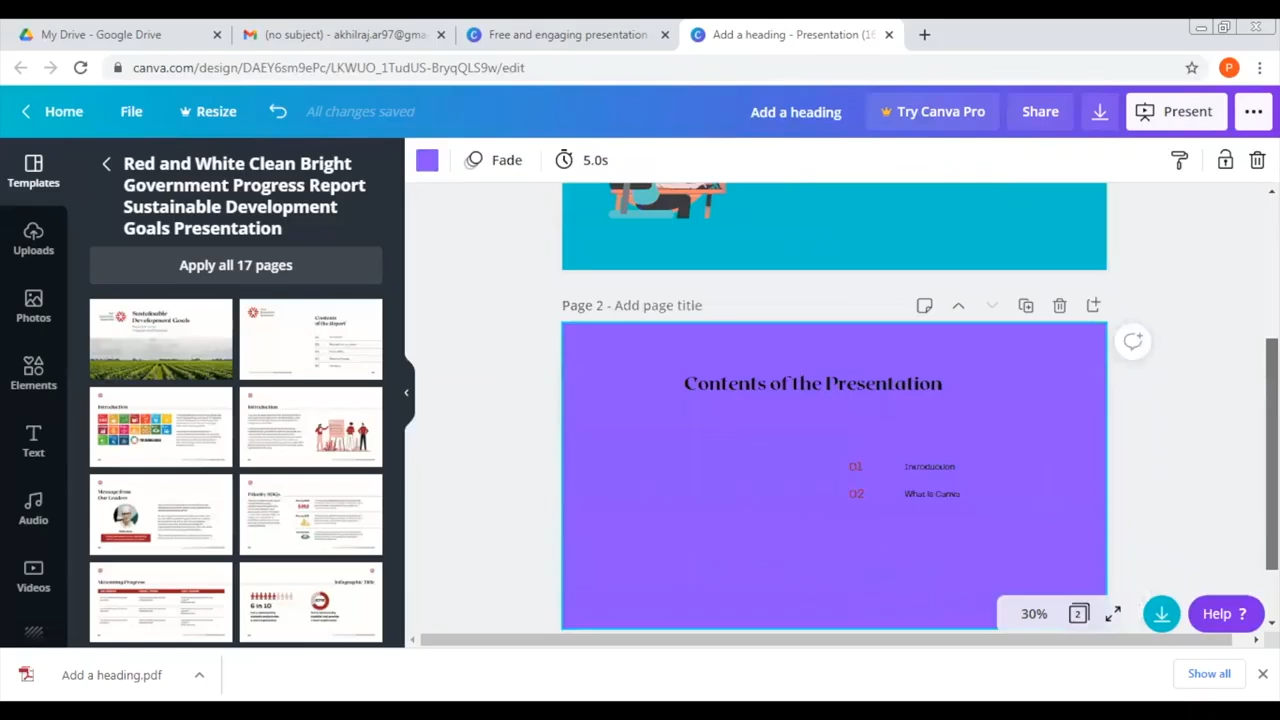 My Drive - Google Drive
(no subject) - akhilraj.ar97@gma
Free and engaging presentation
Add a heading - Presentation (16
canva.com/design/DAEY6sm9ePc/LKWUO_1TudUS-BryqQLS9w/edit
P
Home
File
Resize
All changes saved
Add a heading
Try Canva Pro
Share
Present
Templates
Uploads
Photos
Elements
Text
Audio
Videos
Red and White Clean Bright
Government Progress Report
Sustainable Development
Goals Presentation
Apply all 17 pages
Sustainable
Development Goals
Contents
of the Report
Introduction
Introduction
Message from
Our Leaders
Priority SDGs
Measuring Progress
Infographic Title
6 in 10
Fade
5.0s
Page 2 - Add page title
Contents of the Presentation
01 Introduction
02 What is Canva
30%
2
Help ?
Add a heading.pdf
Show all